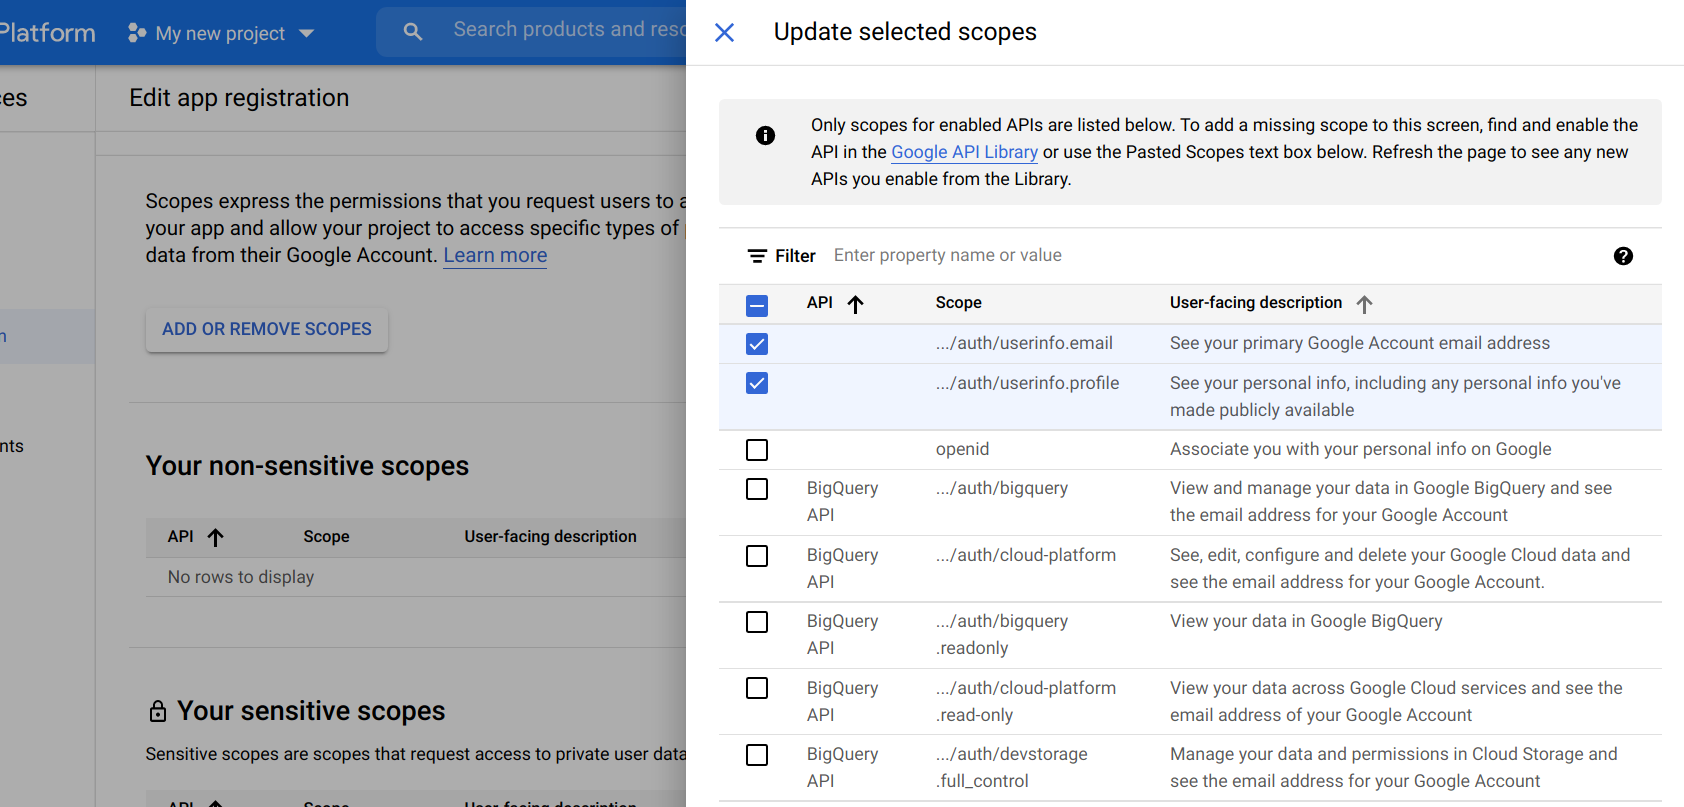 Platform
My new project
Search products and reso
ces
Edit app registration
Scopes express the permissions that you request users to a
your app and allow your project to access specific types of
data from their Google Account. Learn more
ADD OR REMOVE SCOPES
nts
Your non-sensitive scopes
API Scope User-facing description
No rows to display
Your sensitive scopes
Sensitive scopes are scopes that request access to private user data
API Scope User-facing description
Update selected scopes
Only scopes for enabled APIs are listed below. To add a missing scope to this screen, find and enable the
API in the Google API Library or use the Pasted Scopes text box below. Refresh the page to see any new
APIs you enable from the Library.
Filter Enter property name or value
API Scope User-facing description
.../auth/userinfo.email See your primary Google Account email address
.../auth/userinfo.profile See your personal info, including any personal info you've
made publicly available
openid Associate you with your personal info on Google
BigQuery .../auth/bigquery View and manage your data in Google BigQuery and see
API the email address for your Google Account
BigQuery .../auth/cloud-platform See, edit, configure and delete your Google Cloud data and
API see the email address for your Google Account.
BigQuery .../auth/bigquery View your data in Google BigQuery
API .readonly
BigQuery .../auth/cloud-platform View your data across Google Cloud services and see the
API .read-only email address of your Google Account
BigQuery .../auth/devstorage Manage your data and permissions in Cloud Storage and
API .full_control see the email address for your Google Account